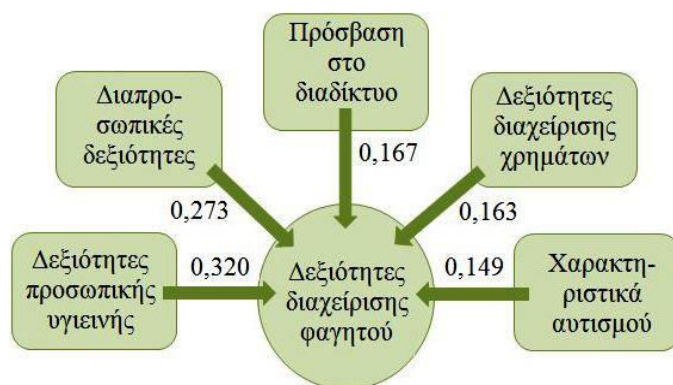 Πρόσβαση
στο
διαδίκτυο
Διαπρο-
σωπικές
δεξιότητες
Δεξιότητες
διαχείρισης
χρημάτων
0,167
0,273
0,163
Δεξιότητες
προσωπικής
υγιεινής
0,320
Δεξιότητες
διαχείρισης
φαγητού
0,149
Χαρακτη-
ριστικά
αυτισμού